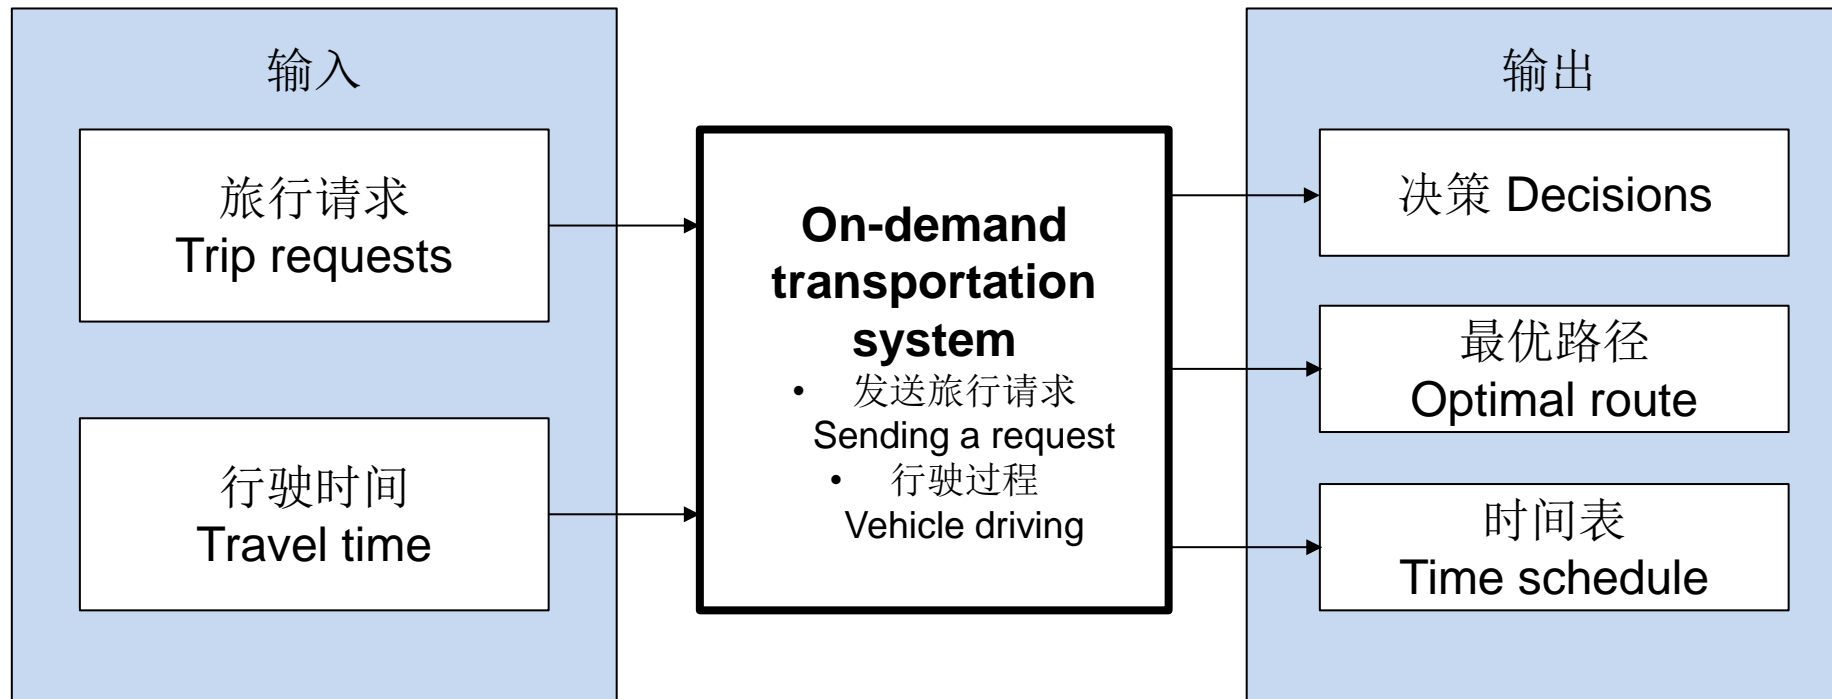 输入
旅行请求
Trip requests
行驶时间
Travel time
On-demand
transportation
system
• 发送旅行请求
Sending a request
• 行驶过程
Vehicle driving
输出
决策 Decisions
最优路径
Optimal route
时间表
Time schedule